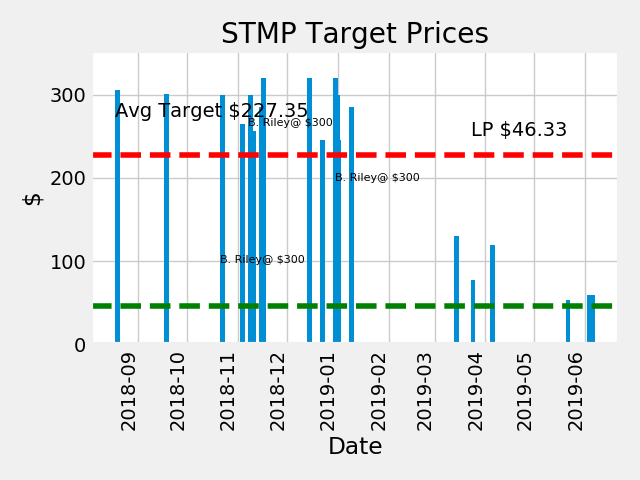 STMP Target Prices
300
Avg Target $227.35
B. Riley@ $300
LP $46.33
200
B. Riley@ $300
$
100
B. Riley@ $300
0
2018-09
2018-10
2018-11
2018-12
2019-01
2019-02
2019-03
2019-04
2019-05
2019-06
Date